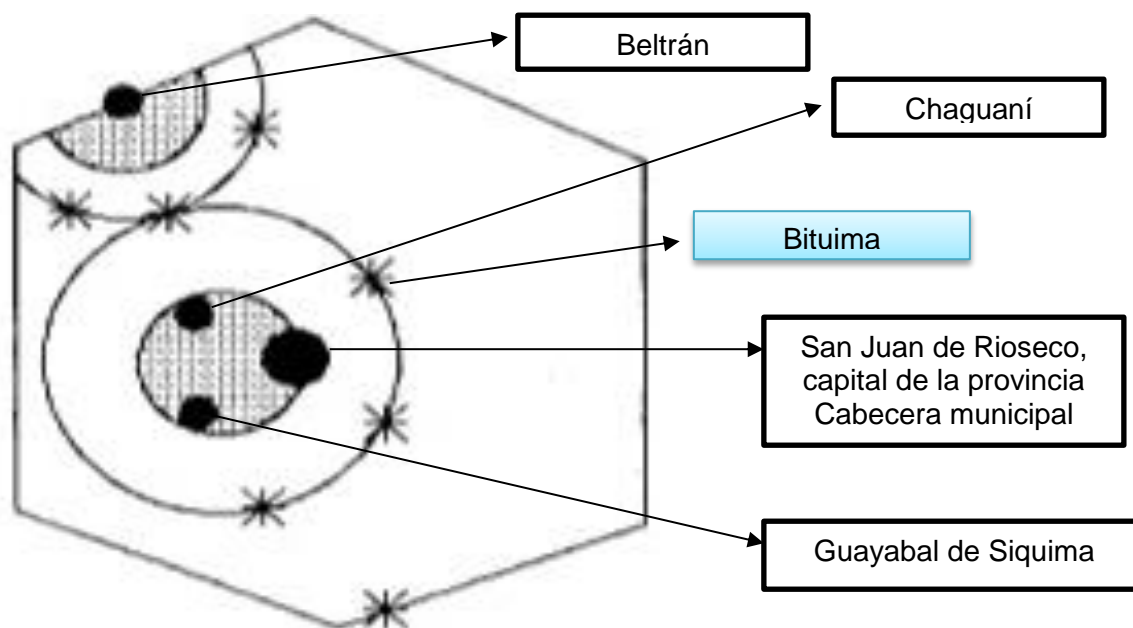 Beltrán
Chaguaní
Bituima
San Juan de Rioseco,
capital de la provincia
Cabecera municipal
Guayabal de Siquima